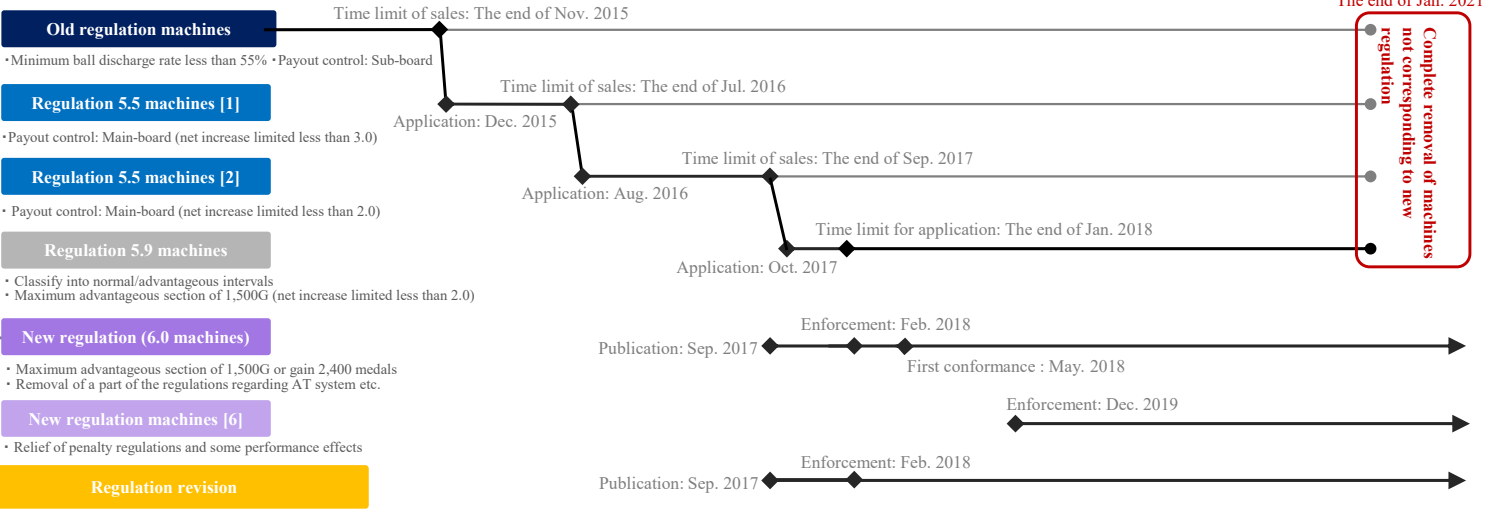 The end of Jan. 2021
Time limit of sales: The end of Nov. 2015
Old regulation machines
・Minimum ball discharge rate less than 55% ・Payout control: Sub-board
Time limit of sales: The end of Jul. 2016
Regulation 5.5 machines [1]
Application: Dec. 2015
・Payout control: Main-board (net increase limited less than 3.0)
Time limit of sales: The end of Sep. 2017
Regulation 5.5 machines [2]
Application: Aug. 2016
・ Payout control: Main-board (net increase limited less than 2.0)
Time limit for application: The end of Jan. 2018
Regulation 5.9 machines
Application: Oct. 2017
・ Classify into normal/advantageous intervals
・ Maximum advantageous section of 1,500G (net increase limited less than 2.0)
Complete removal of machines
not corresponding to new
regulation
Enforcement: Feb. 2018
New regulation (6.0 machines)
Publication: Sep. 2017
First conformance : May. 2018
・ Maximum advantageous section of 1,500G or gain 2,400 medals
・ Removal of a part of the regulations regarding AT system etc.
Enforcement: Dec. 2019
New regulation machines [6]
・ Relief of penalty regulations and some performance effects
Enforcement: Feb. 2018
Regulation revision
Publication: Sep. 2017